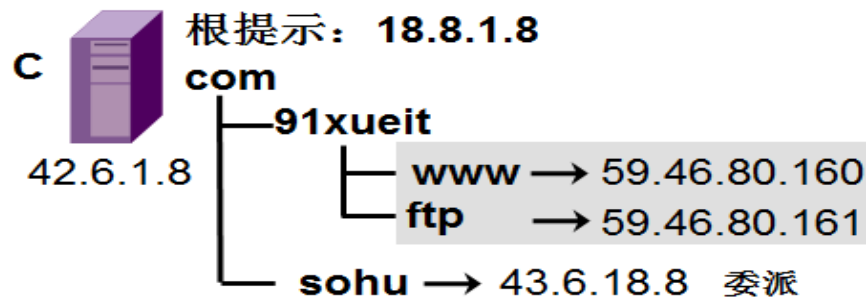 根提示：18.8.1.8
C
com
91xueit
42.6.1.8
www → 59.46.80.160
ftp → 59.46.80.161
sohu → 43.6.18.8 委派